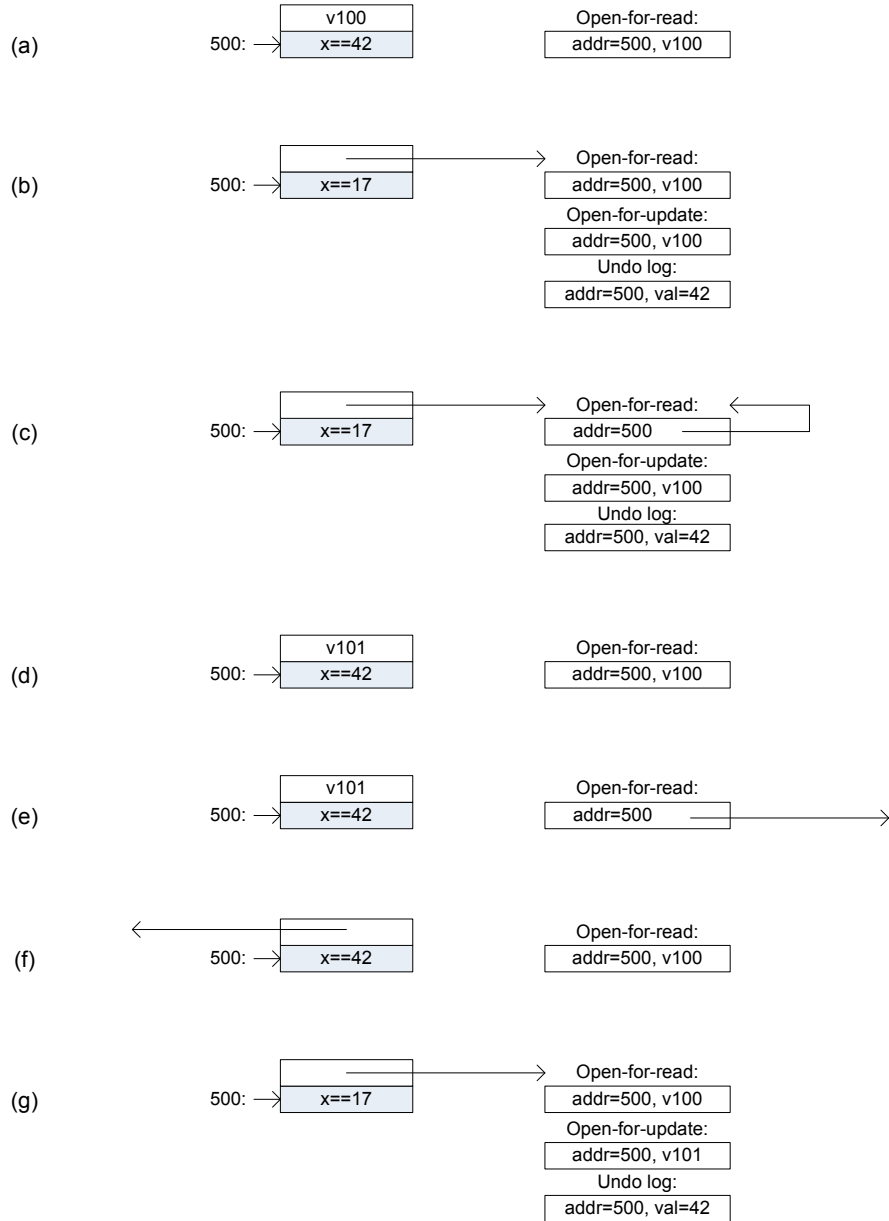 v100
Open-for-read:
(a)
500:
x==42
addr=500, v100
Open-for-read:
(b)
500:
x==17
addr=500, v100
Open-for-update:
addr=500, v100
Undo log:
addr=500, val=42
Open-for-read:
(c)
500:
x==17
addr=500
Open-for-update:
addr=500, v100
Undo log:
addr=500, val=42
v101
Open-for-read:
(d)
500:
x==42
addr=500, v100
v101
Open-for-read:
(e)
500:
x==42
addr=500
Open-for-read:
(f)
500:
x==42
addr=500, v100
Open-for-read:
(g)
500:
x==17
addr=500, v100
Open-for-update:
addr=500, v101
Undo log:
addr=500, val=42